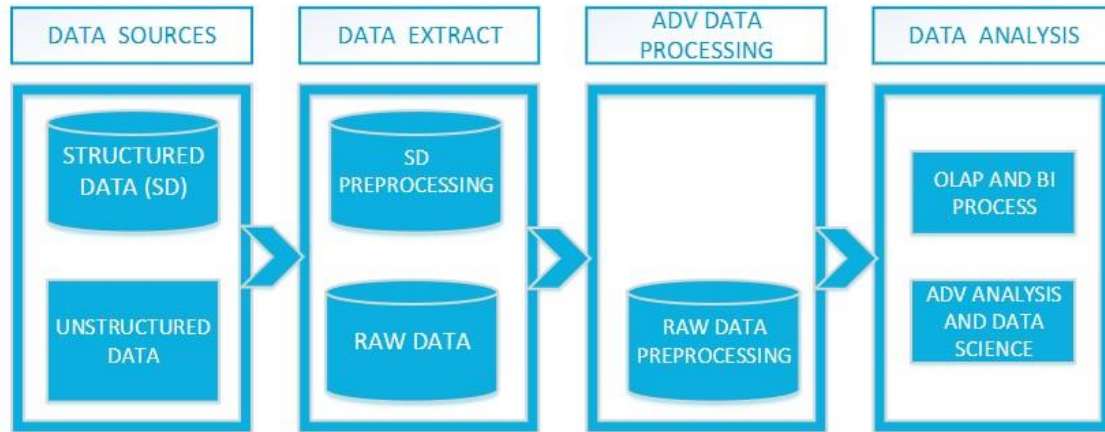 DATA SOURCES
DATA EXTRACT
ADV DATA
PROCESSING
DATA ANALYSIS
STRUCTURED
DATA (SD)
UNSTRUCTURED
DATA
SD
PREPROCESSING
RAW DATA
RAW DATA
PREPROCESSING
OLAP AND BI
PROCESS
ADV ANALYSIS
AND DATA
SCIENCE